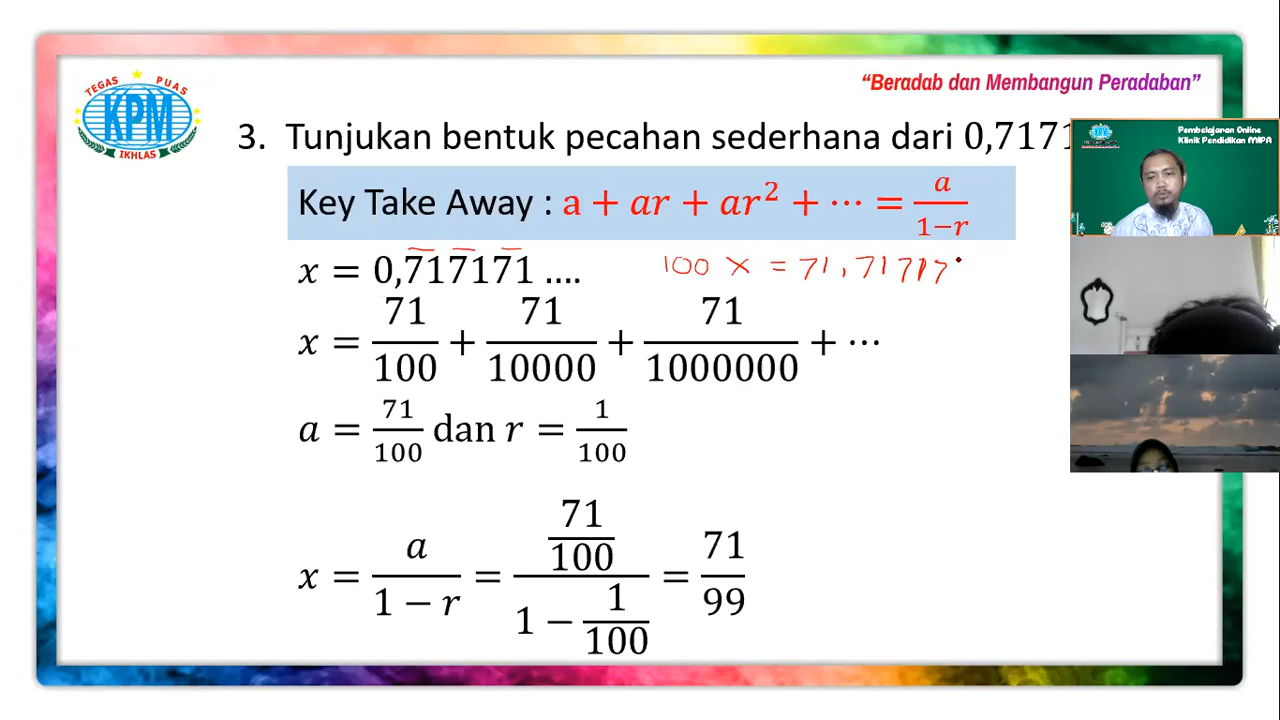 TEGAS PUAS
KPM
IKHLAS
“Beradab dan Membangun Peradaban”
3. Tunjukan bentuk pecahan sederhana dari 0,7171
Key Take Away : a + ar + ar² + ⋯ = a/(1−r)
x = 0,717171 ....
100 x = 71,71717
x = 71/100 + 71/10000 + 71/1000000 + ⋯
a = 71/100 dan r = 1/100
x = a/(1 − r) = (71/100)/(1 − 1/100) = 71/99
Pembelajaran Online
Klinik Pendidikan MIPA